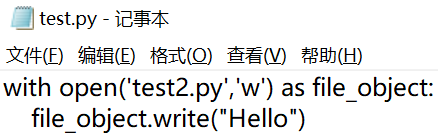 test.py - 记事本
文件(F) 编辑(E) 格式(O) 查看(V) 帮助(H)
with open('test2.py','w') as file_object:
    file_object.write("Hello")